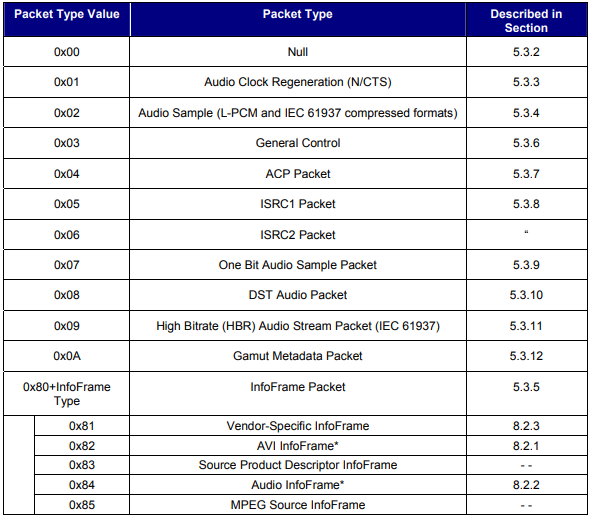 Packet Type Value Packet Type Described in Section
0x00 Null 5.3.2
0x01 Audio Clock Regeneration (N/CTS) 5.3.3
0x02 Audio Sample (L-PCM and IEC 61937 compressed formats) 5.3.4
0x03 General Control 5.3.6
0x04 ACP Packet 5.3.7
0x05 ISRC1 Packet 5.3.8
0x06 ISRC2 Packet “
0x07 One Bit Audio Sample Packet 5.3.9
0x08 DST Audio Packet 5.3.10
0x09 High Bitrate (HBR) Audio Stream Packet (IEC 61937) 5.3.11
0x0A Gamut Metadata Packet 5.3.12
0x80+InfoFrame Type InfoFrame Packet 5.3.5
0x81 Vendor-Specific InfoFrame 8.2.3
0x82 AVI InfoFrame* 8.2.1
0x83 Source Product Descriptor InfoFrame - -
0x84 Audio InfoFrame* 8.2.2
0x85 MPEG Source InfoFrame - -